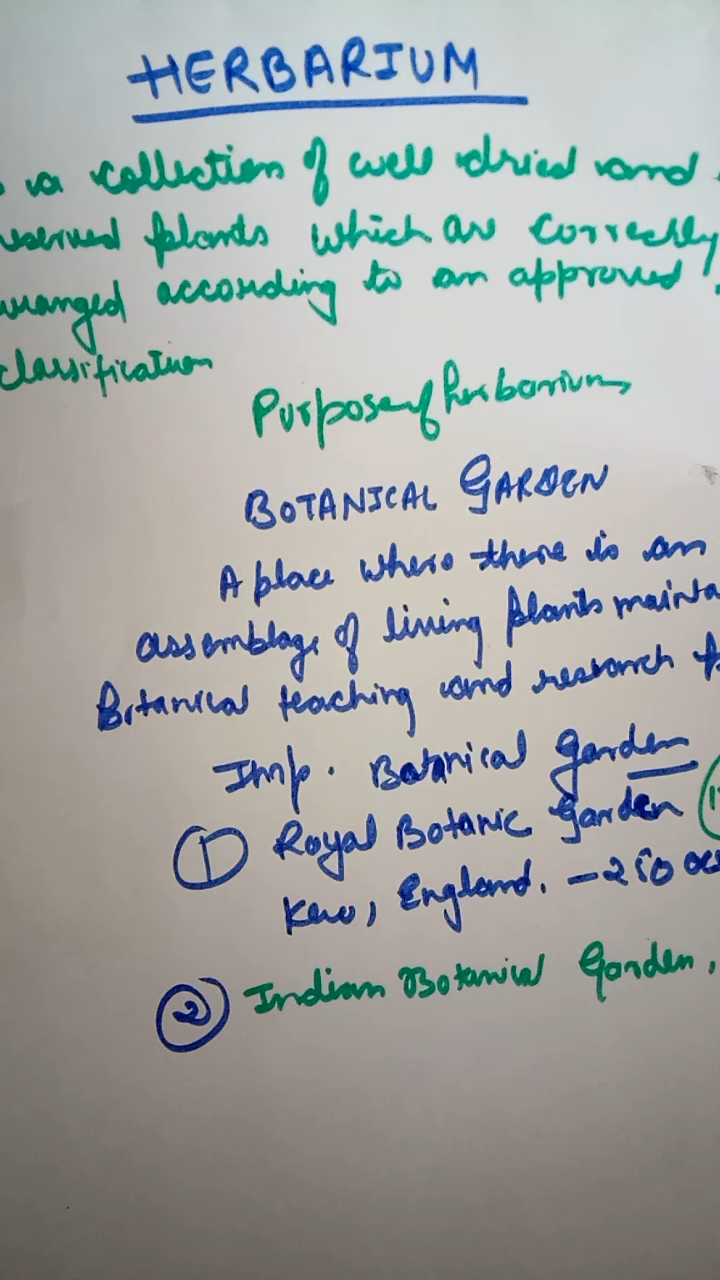 HERBARIUM
a collection of well dried and
plants which are correctly
according to an approved
classification
Purpose of herbarium
BOTANICAL GARDEN
A place where there is an
assemblage of living plants mainta
Botanical teaching and research
Imp. Botanical Garden
① Royal Botanic Garden
Kew, England. -
② Indian Botanical Garden,